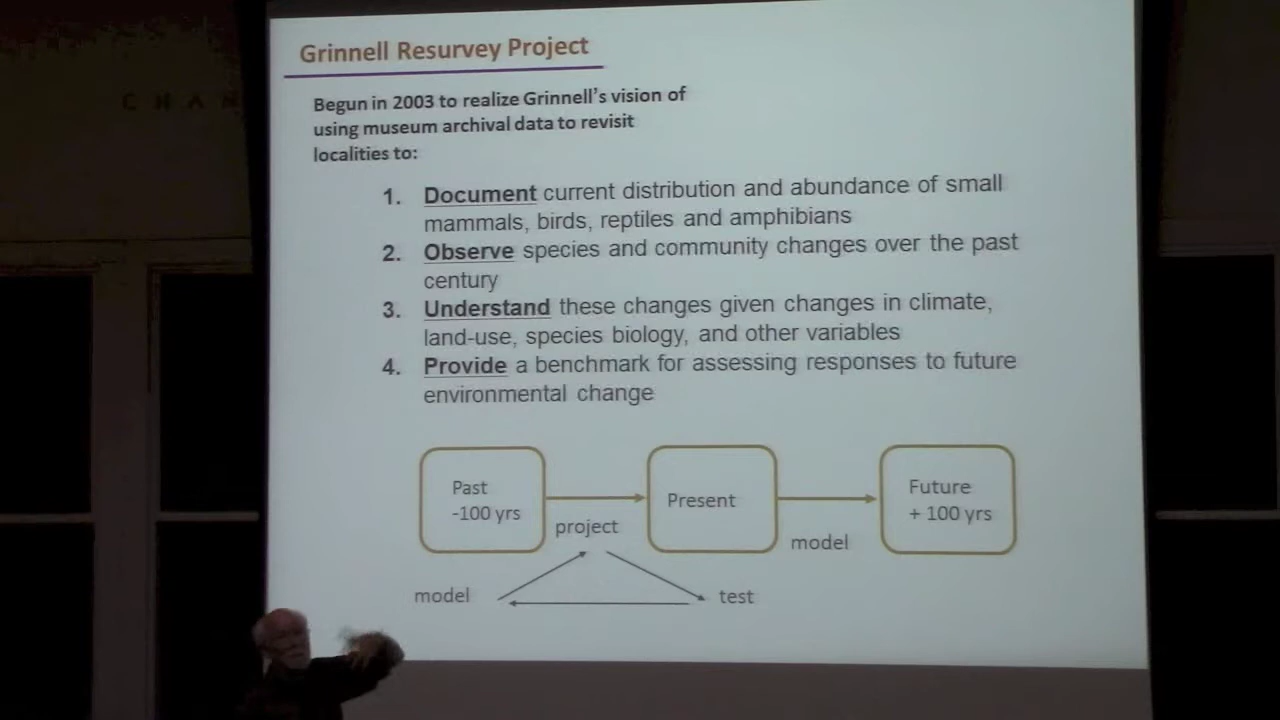 Grinnell Resurvey Project
CHAN
Begun in 2003 to realize Grinnell's vision of
using museum archival data to revisit
localities to:
1. Document current distribution and abundance of small
mammals, birds, reptiles and amphibians
2. Observe species and community changes over the past
century
3. Understand these changes given changes in climate,
land-use, species biology, and other variables
4. Provide a benchmark for assessing responses to future
environmental change
Past
-100 yrs
project
Present
model
Future
+ 100 yrs
model
test